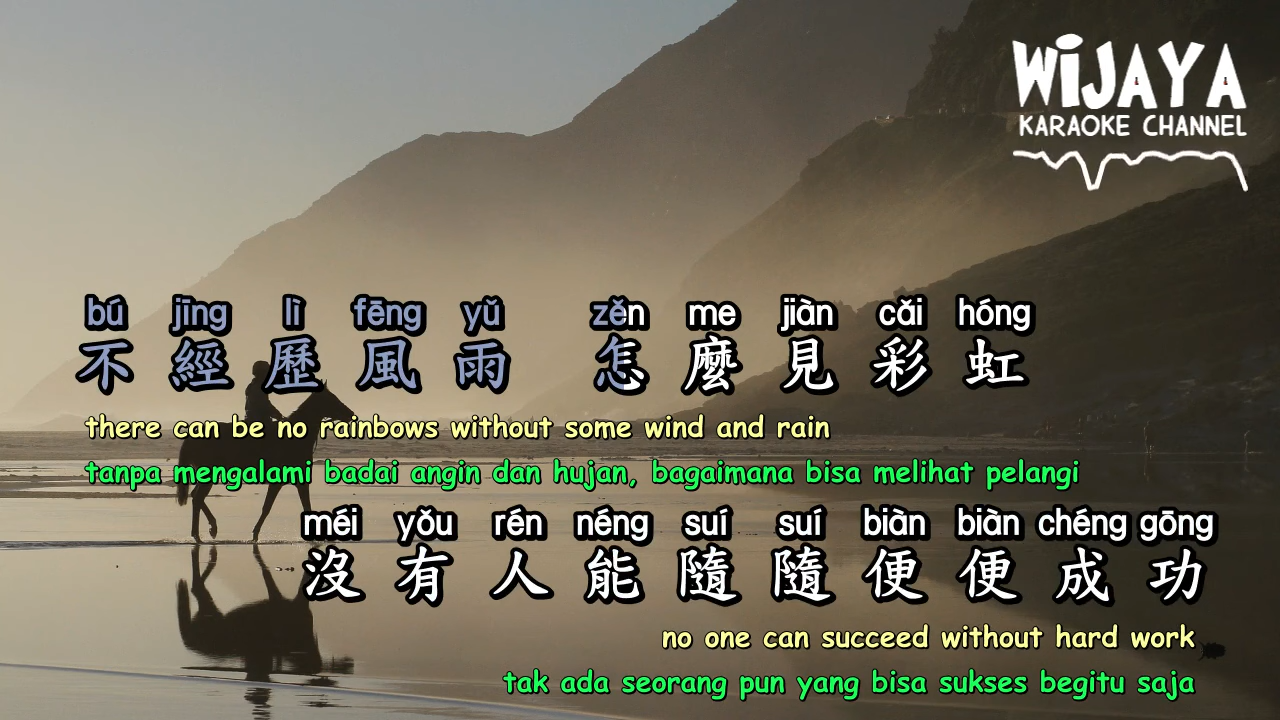 WiJAYA
KARAOKE CHANNEL
bú jīng lì fēng yǔ zěn me jiàn cǎi hóng
不經歷風雨 怎麼見彩虹
there can be no rainbows without some wind and rain
tanpa mengalami badai angin dan hujan, bagaimana bisa melihat pelangi
méi yǒu rén néng suí suí biàn biàn chéng gōng
沒有人能隨隨便便成功
no one can succeed without hard work
tak ada seorang pun yang bisa sukses begitu saja